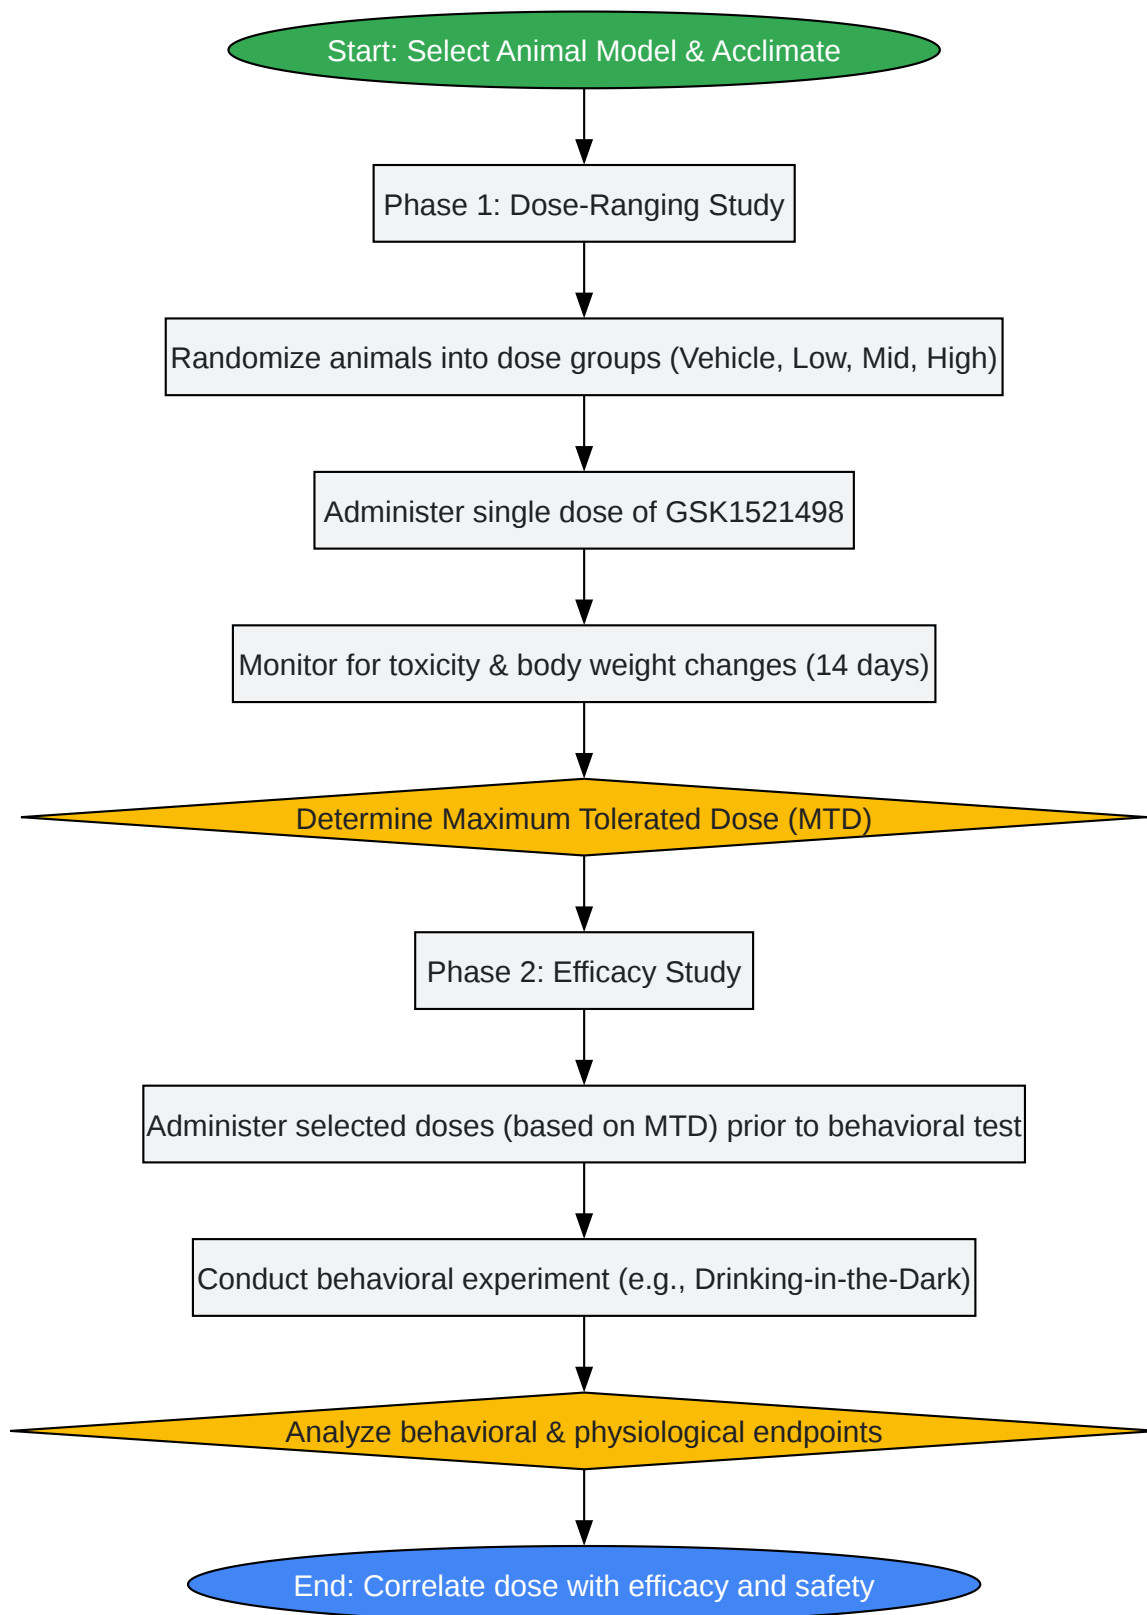 Start: Select Animal Model & Acclimate
Phase 1: Dose-Ranging Study
Randomize animals into dose groups (Vehicle, Low, Mid, High)
Administer single dose of GSK1521498
Monitor for toxicity & body weight changes (14 days)
Determine Maximum Tolerated Dose (MTD)
Phase 2: Efficacy Study
Administer selected doses (based on MTD) prior to behavioral test
Conduct behavioral experiment (e.g., Drinking-in-the-Dark)
Analyze behavioral & physiological endpoints
End: Correlate dose with efficacy and safety